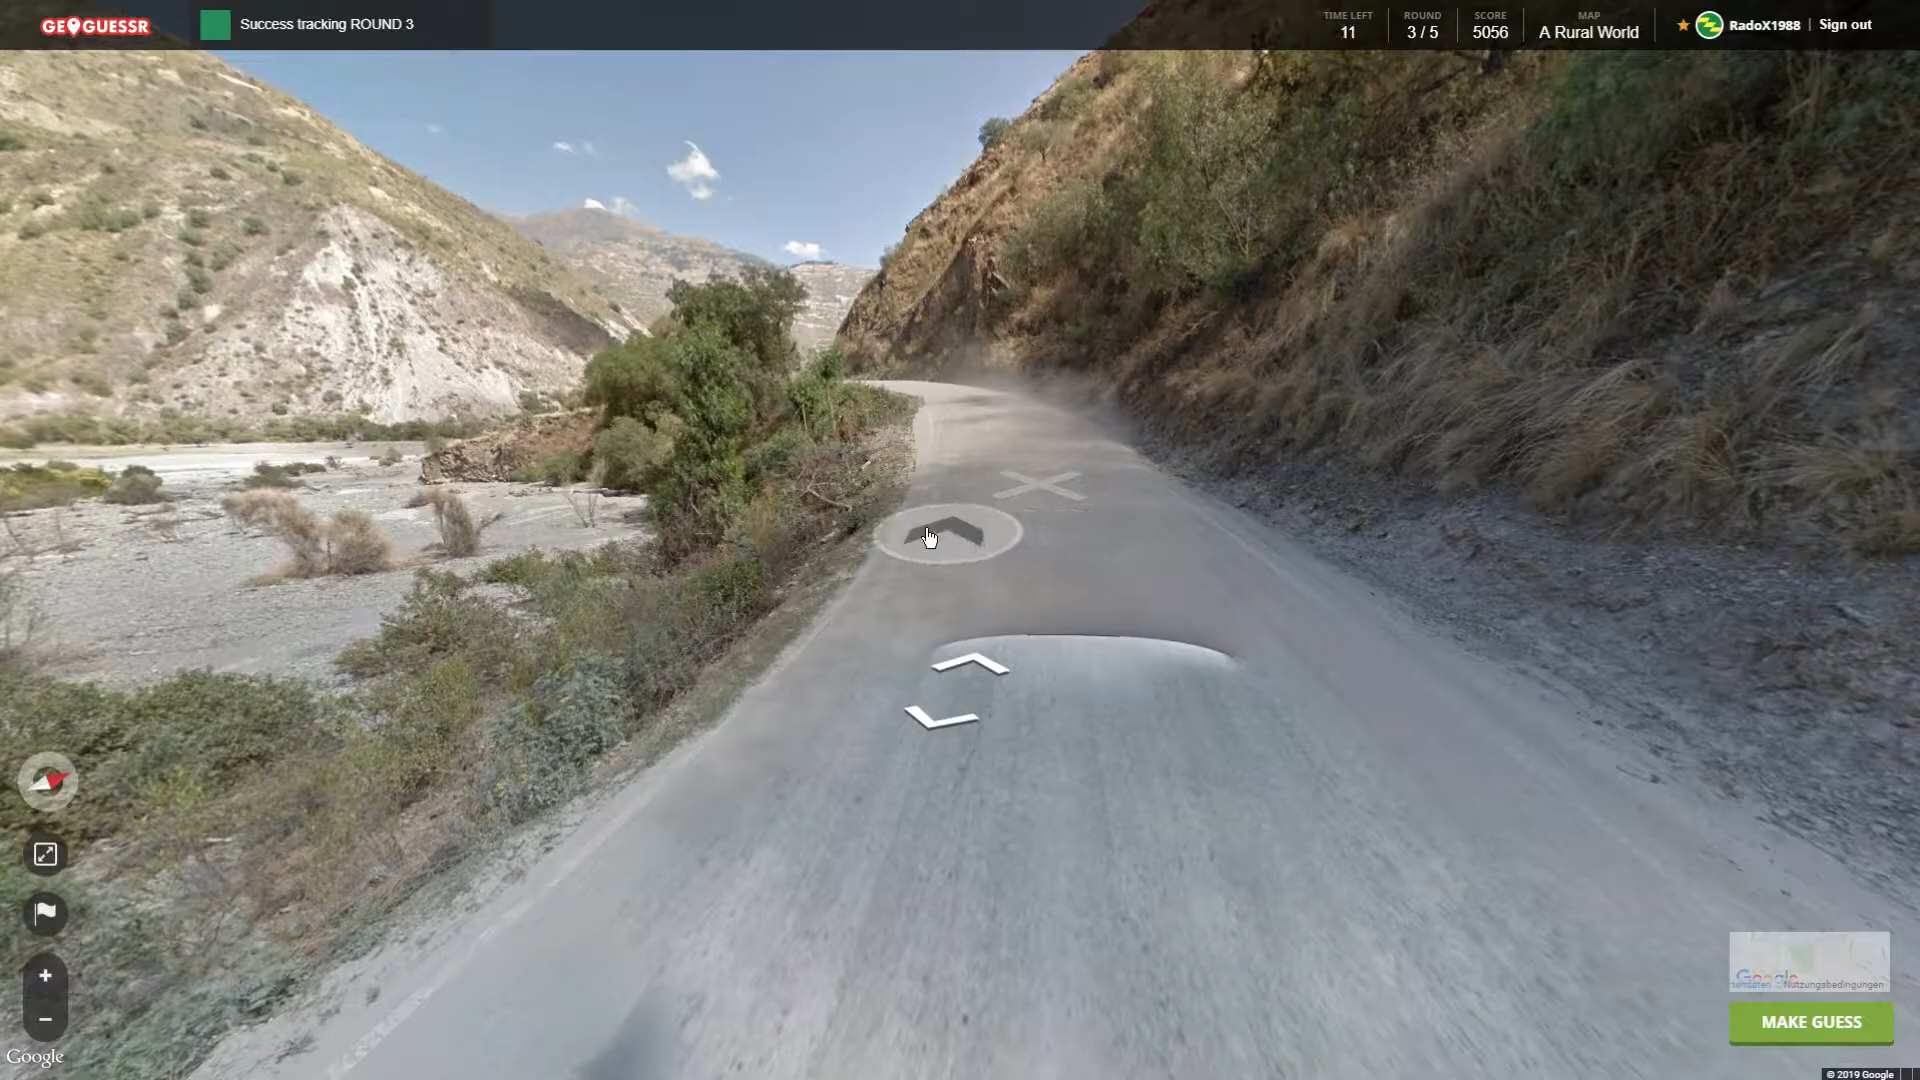 GEOGUESSR
Success tracking ROUND 3
TIME LEFT
11
ROUND
3 / 5
SCORE
5056
MAP
A Rural World
RadoX1988
Sign out
Google
Nutzungsbedingungen
MAKE GUESS
Google
© 2019 Google